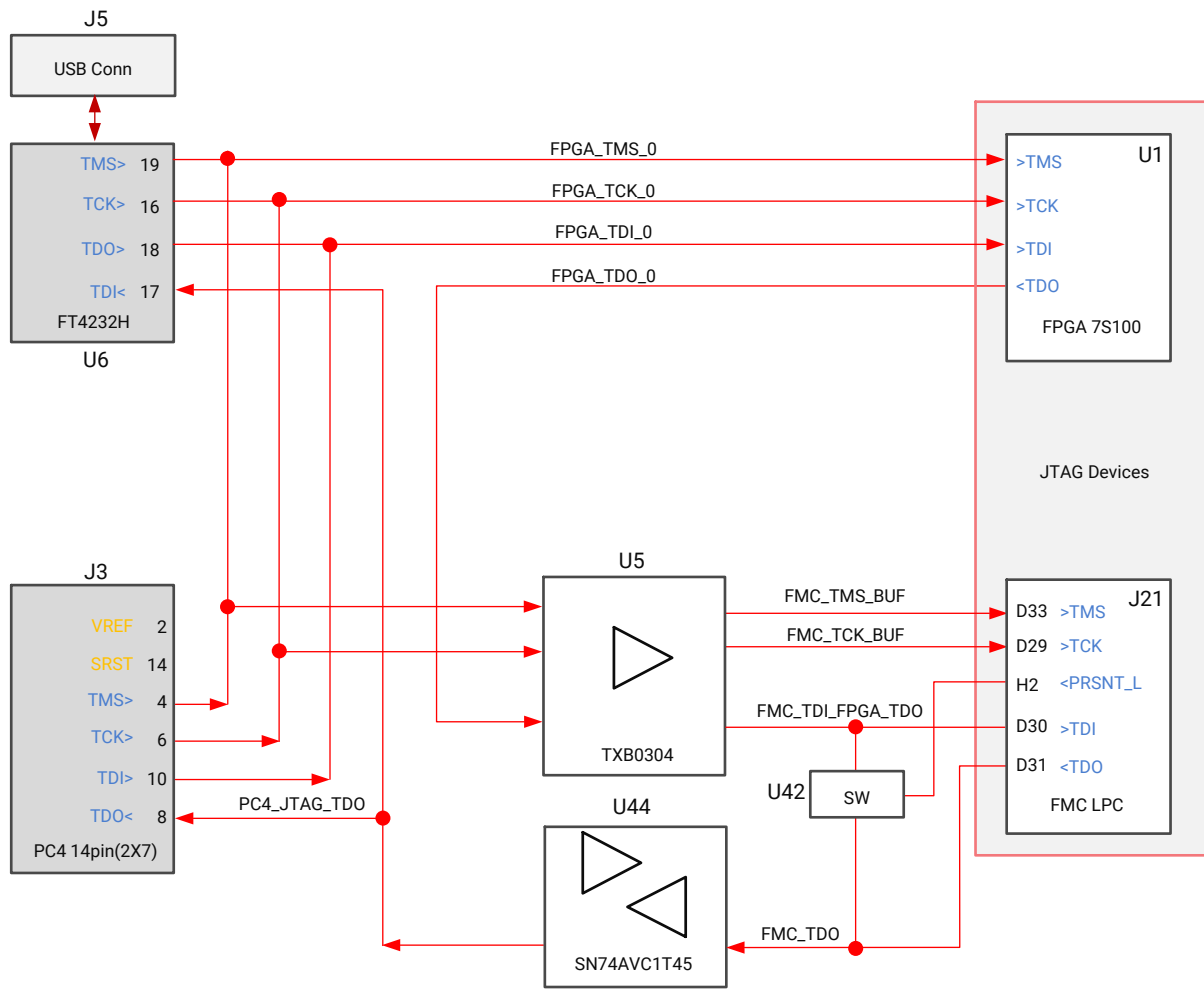 J5
USB Conn
TMS> 19
TCK> 16
TDO> 18
TDI< 17
FT4232H
U6
FPGA_TMS_0
FPGA_TCK_0
FPGA_TDI_0
FPGA_TDO_0
U1
>TMS
>TCK
>TDI
<TDO
FPGA 7S100
JTAG Devices
J3
VREF 2
SRST 14
TMS> 4
TCK> 6
TDI> 10
TDO< 8
PC4 14pin(2X7)
PC4_JTAG_TDO
U5
TXB0304
FMC_TMS_BUF
FMC_TCK_BUF
FMC_TDI_FPGA_TDO
U42
SW
U44
SN74AVC1T45
FMC_TDO
J21
D33 >TMS
D29 >TCK
H2 <PRSNT_L
D30 >TDI
D31 <TDO
FMC LPC